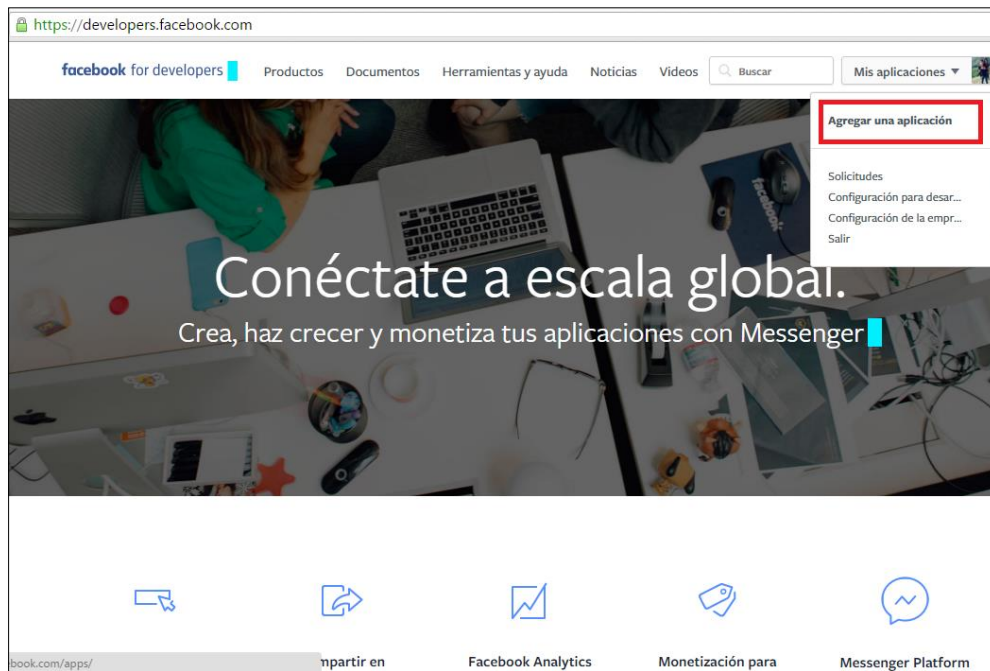 https://developers.facebook.com
facebook for developers Productos Documentos Herramientas y ayuda Noticias Videos Buscar Mis aplicaciones
Agregar una aplicación
Solicitudes
Configuración para desar...
Configuración de la empr...
Salir
facebook
Conéctate a escala global.
Crea, haz crecer y monetiza tus aplicaciones con Messenger
mpartir en Facebook Analytics Monetización para Messenger Platform
ebook.com/apps/